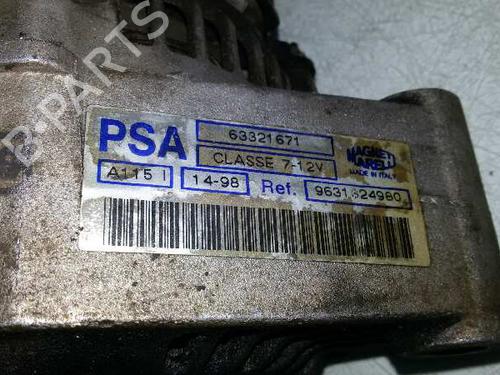 PSA
63321671
CLASSE 7-12V
MAGNETI MARELLI
MADE IN ITALY
A115 I
14-98
Ref.
9631824980
B-PARTS